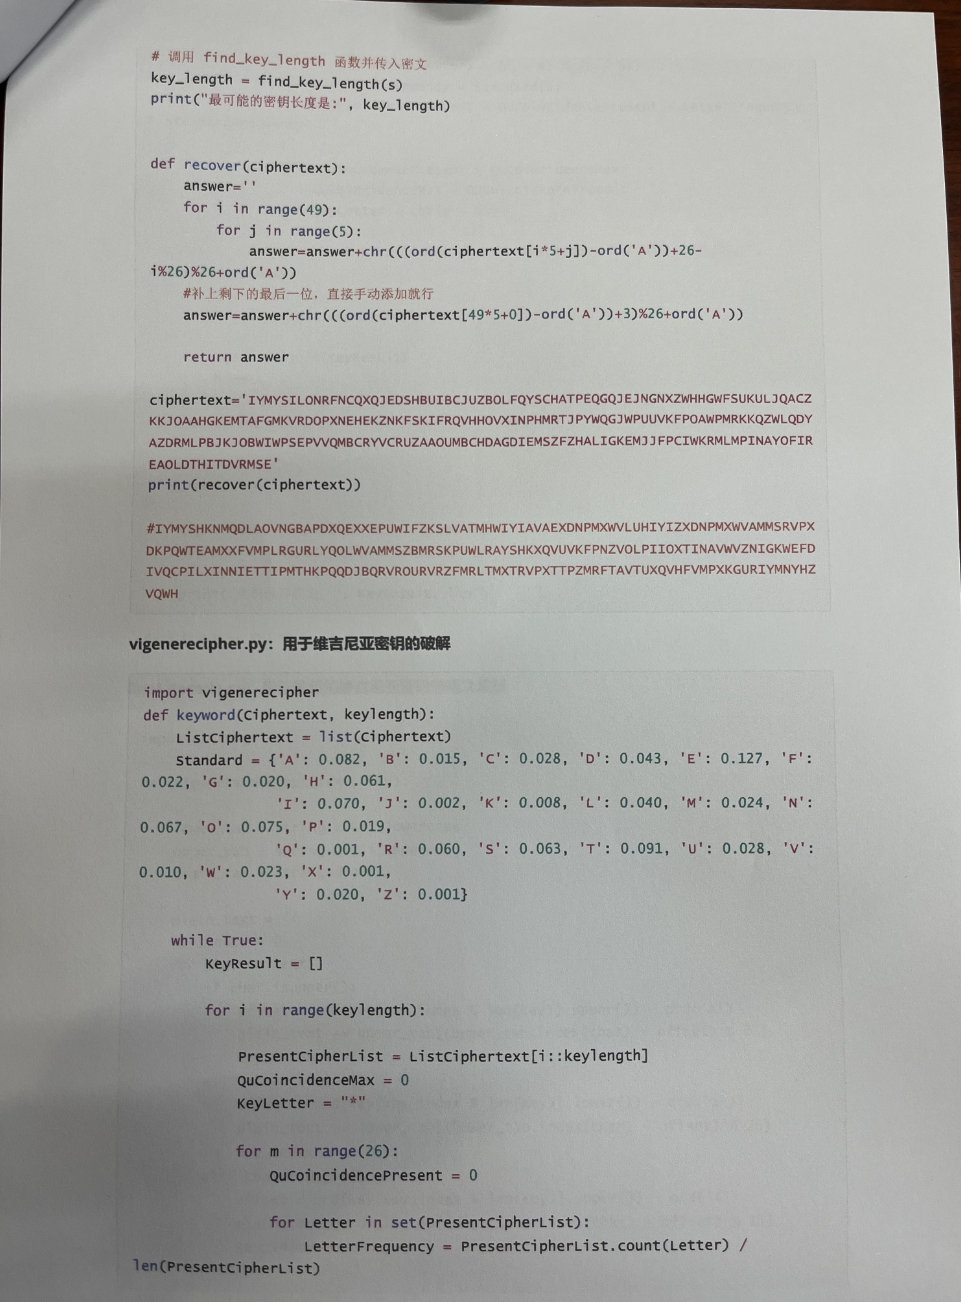 # 调用 find_key_length 函数并传入密文
key_length = find_key_length(s)
print("最可能的密钥长度是:", key_length)
def recover(ciphertext):
answer=''
for i in range(49):
for j in range(5):
answer=answer+chr(((ord(ciphertext[i*5+j])-ord('A'))+26-
i%26)%26+ord('A'))
#补上剩下的最后一位，直接手动添加就行
answer=answer+chr(((ord(ciphertext[49*5+0])-ord('A'))+3)%26+ord('A'))
return answer
ciphertext='IYMYSILONRFNCQXQJEDSHBUIBCJUZBOLFQYSCHATPEQGQJEJNGNXZWHHGWFSUKULJQACZ
KKJOAAHGKEMTAFGMKVRDOPXNEHEKZNKFSKIFRQVHHOVXINPHMRTJPYWQGJWPUUVKFPOAWPMRKKQZWLQDY
AZDRMLPBJKJOBWIWPSEPVVQMBCRYVCRUZAAOUMBCHDAGDIEMSZFZHALIGKEMJJFPCIWKRMLMPINAYOFIR
EAOLDTHITDVRMSE'
print(recover(ciphertext))
#IYMYSHKNMQDLAOVNGBAPDXQEXXEPUWIFZKSLVATMHWIYIAVAEXDNPMXWVLUHIYIZXDNPMXWVAMMSRVPX
DKPQWTEAMXXFVMPLRGURLYQOLWVAMMSZBMRSKPUWLRAYSHKXQVUVKFPNZVOLPIIOXTINAVWVZNIGKWEFD
IVQCPILXINNIETTIPMTHKPQQDJBQRVROURVRZFMRLTMXTRVPXTTPZMRFTAVTUXQVHFVMPXKGURIYMNYHZ
VQWH
vigenerecipher.py: 用于维吉尼亚密钥的破解
import vigenerecipher
def keyword(Ciphertext, keylength):
ListCiphertext = list(Ciphertext)
Standard = {'A': 0.082, 'B': 0.015, 'C': 0.028, 'D': 0.043, 'E': 0.127, 'F':
0.022, 'G': 0.020, 'H': 0.061,
'I': 0.070, 'J': 0.002, 'K': 0.008, 'L': 0.040, 'M': 0.024, 'N':
0.067, 'O': 0.075, 'P': 0.019,
'Q': 0.001, 'R': 0.060, 'S': 0.063, 'T': 0.091, 'U': 0.028, 'V':
0.010, 'W': 0.023, 'X': 0.001,
'Y': 0.020, 'Z': 0.001}
while True:
KeyResult = []
for i in range(keylength):
PresentCipherList = ListCiphertext[i::keylength]
QuCoincidenceMax = 0
KeyLetter = "*"
for m in range(26):
QuCoincidencePresent = 0
for Letter in set(PresentCipherList):
LetterFrequency = PresentCipherList.count(Letter) /
len(PresentCipherList)